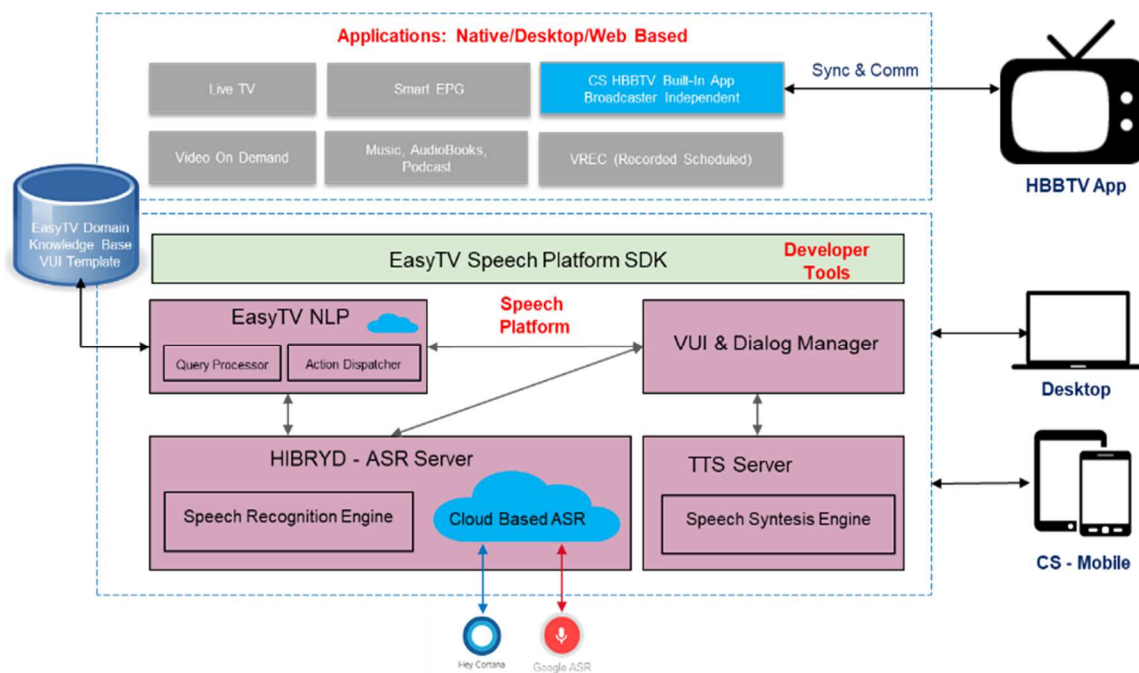 Applications: Native/Desktop/Web Based
Live TV
Smart EPG
CS HBBTV Built-In App
Broadcaster Independent
Sync & Comm
Video On Demand
Music, AudioBooks,
Podcast
VREC (Recorded Scheduled)
HBBTV App
EasyTV Domain
Knowledge Base
VUI Template
EasyTV Speech Platform SDK
Developer
Tools
EasyTV NLP
Query Processor
Action Dispatcher
Speech
Platform
VUI & Dialog Manager
Desktop
HIBRYD - ASR Server
Speech Recognition Engine
Cloud Based ASR
TTS Server
Speech Syntesis Engine
CS - Mobile
Hey Cortana
Google ASR